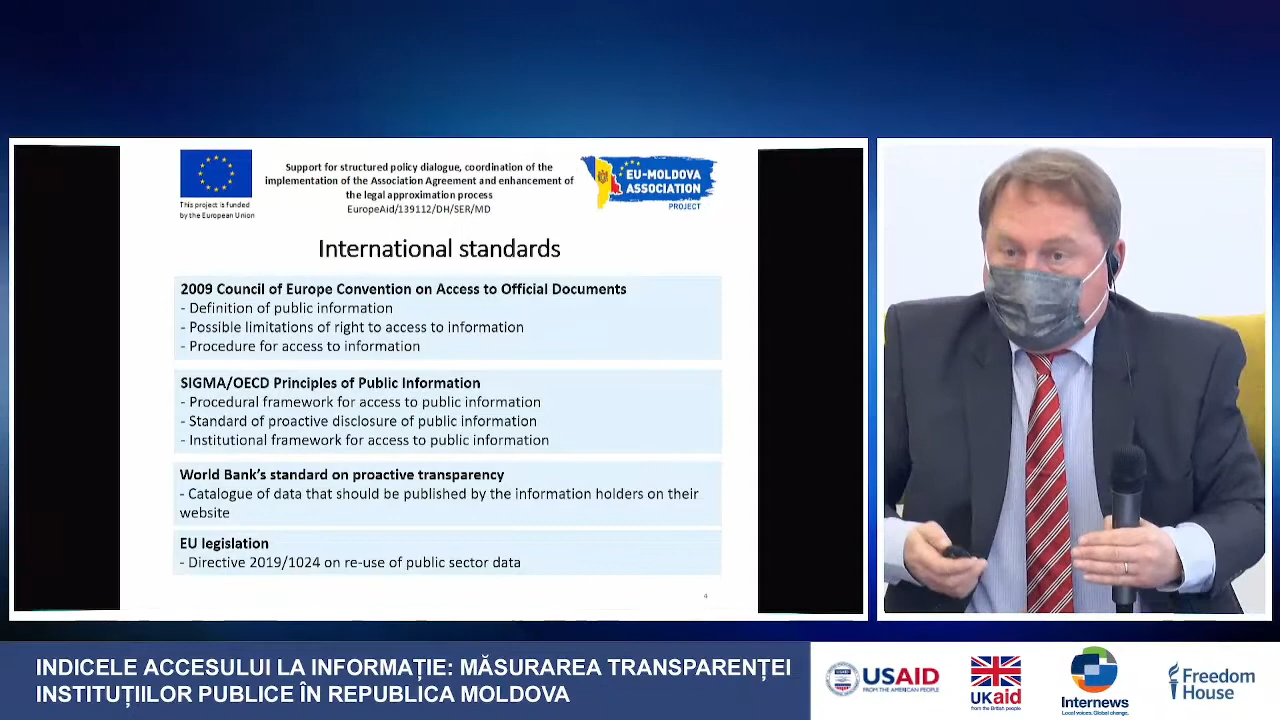 This project is funded
by the European Union
Support for structured policy dialogue, coordination of the
implementation of the Association Agreement and enhancement of
the legal approximation process
EuropeAid/139112/DH/SER/MD
EU-MOLDOVA
ASSOCIATION
PROJECT
International standards
2009 Council of Europe Convention on Access to Official Documents
- Definition of public information
- Possible limitations of right to access to information
- Procedure for access to information
SIGMA/OECD Principles of Public Information
- Procedural framework for access to public information
- Standard of proactive disclosure of public information
- Institutional framework for access to public information
World Bank's standard on proactive transparency
- Catalogue of data that should be published by the information holders on their
website
EU legislation
- Directive 2019/1024 on re-use of public sector data
4
INDICELE ACCESULUI LA INFORMAȚIE: MĂSURAREA TRANSPARENȚEI
INSTITUȚIILOR PUBLICE ÎN REPUBLICA MOLDOVA
USAID
FROM THE AMERICAN PEOPLE
UKaid
from the British people
Internews
Local voices. Global change.
Freedom
House